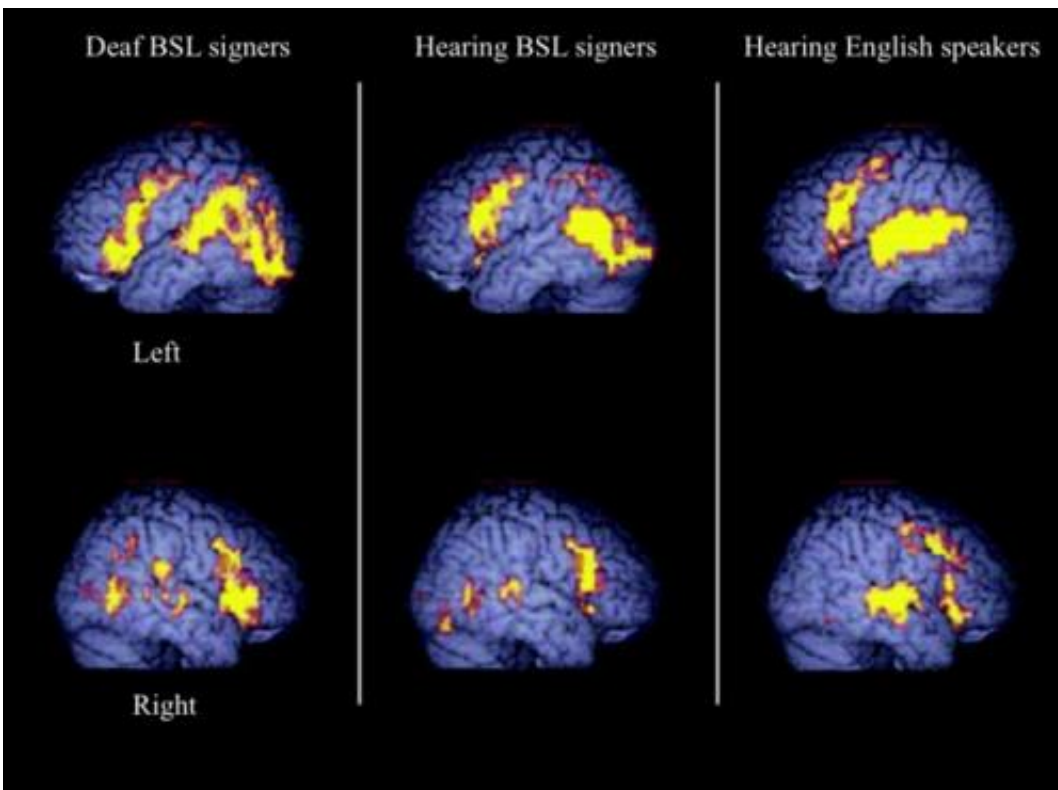 Deaf BSL signers
Hearing BSL signers
Hearing English speakers
Left
Right